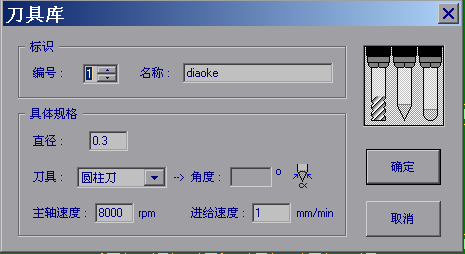 刀具库
标识
编号： 1 名称： diaoke
具体规格
直径： 0.3
刀具： 圆柱刀 --> 角度： o
α
主轴速度： 8000 rpm 进给速度： 1 mm/min
确定
取消